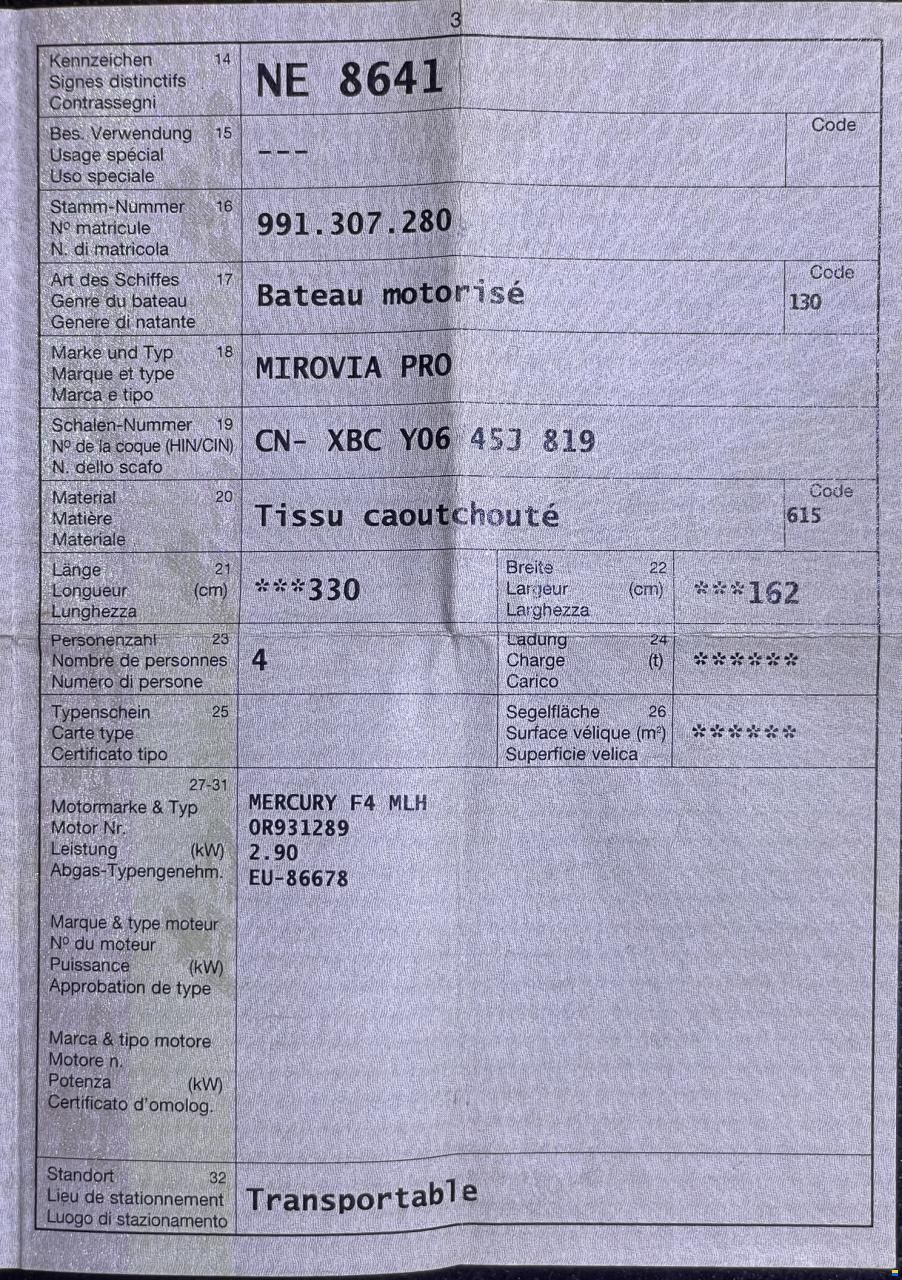 3
Kennzeichen 14
Signes distinctifs
Contrassegni
NE 8641
Bes. Verwendung 15
Usage spécial
Uso speciale
---
Code
Stamm-Nummer 16
Nº matricule
N. di matricola
991.307.280
Art des Schiffes 17
Genre du bateau
Genere di natante
Bateau motorisé
Code
130
Marke und Typ 18
Marque et type
Marca e tipo
MIROVIA PRO
Schalen-Nummer 19
Nº de la coque (HIN/CIN)
N. dello scafo
CN- XBC Y06 45J 819
Material 20
Matière
Materiale
Tissu caoutchouté
Code
615
Länge 21
Longueur (cm)
Lunghezza
***330
Breite 22
Largeur (cm)
Larghezza
***162
Personenzahl 23
Nombre de personnes
Numero di persone
4
Ladung 24
Charge (t)
Carico
******
Typenschein 25
Carte type
Certificato tipo
Segelfläche 26
Surface vélique (m²)
Superficie velica
******
27-31
Motormarke & Typ
Motor Nr.
Leistung (kW)
Abgas-Typengenehm.
MERCURY F4 MLH
0R931289
2.90
EU-86678
Marque & type moteur
Nº du moteur
Puissance (kW)
Approbation de type
Marca & tipo motore
Motore n.
Potenza (kW)
Certificato d'omolog.
Standort 32
Lieu de stationnement
Luogo di stazionamento
Transportable